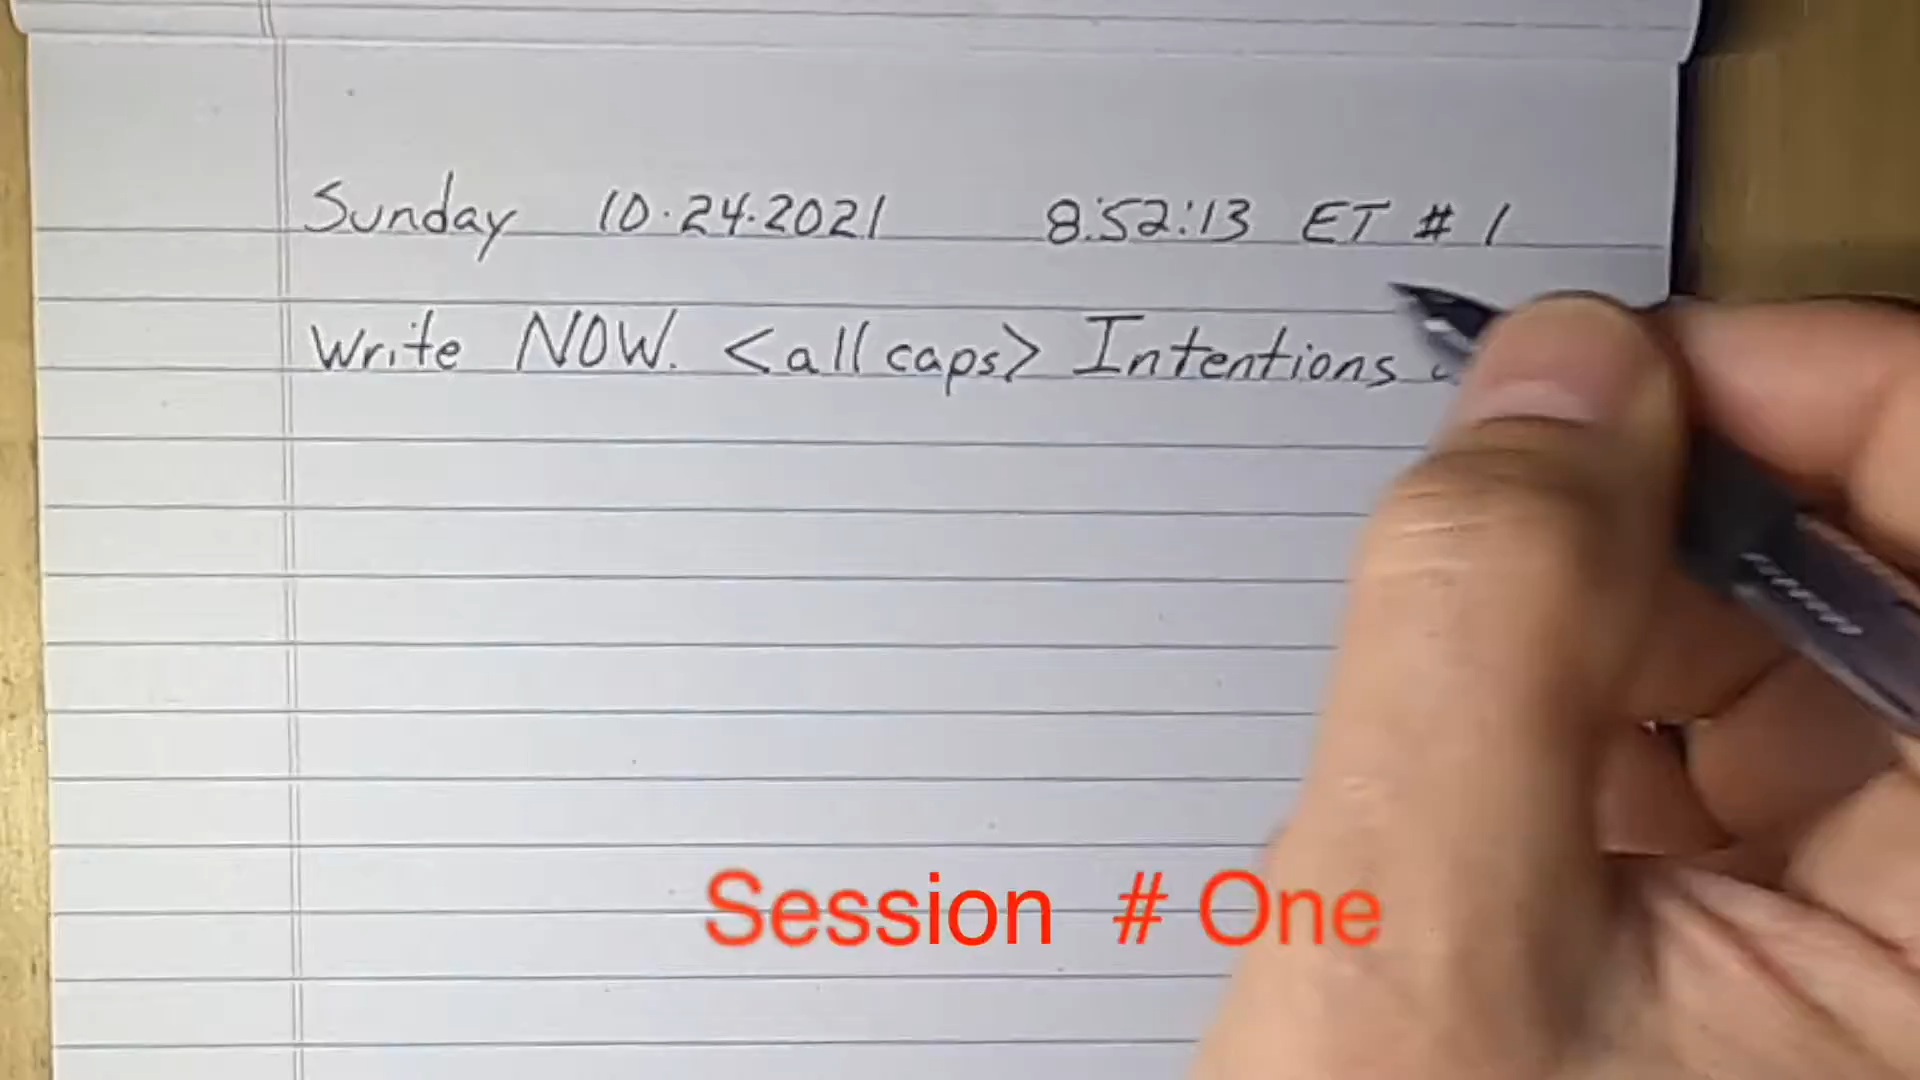 Sunday 10.24.2021 8:52:13 ET # 1
Write NOW. <all caps> Intentions
Session # One